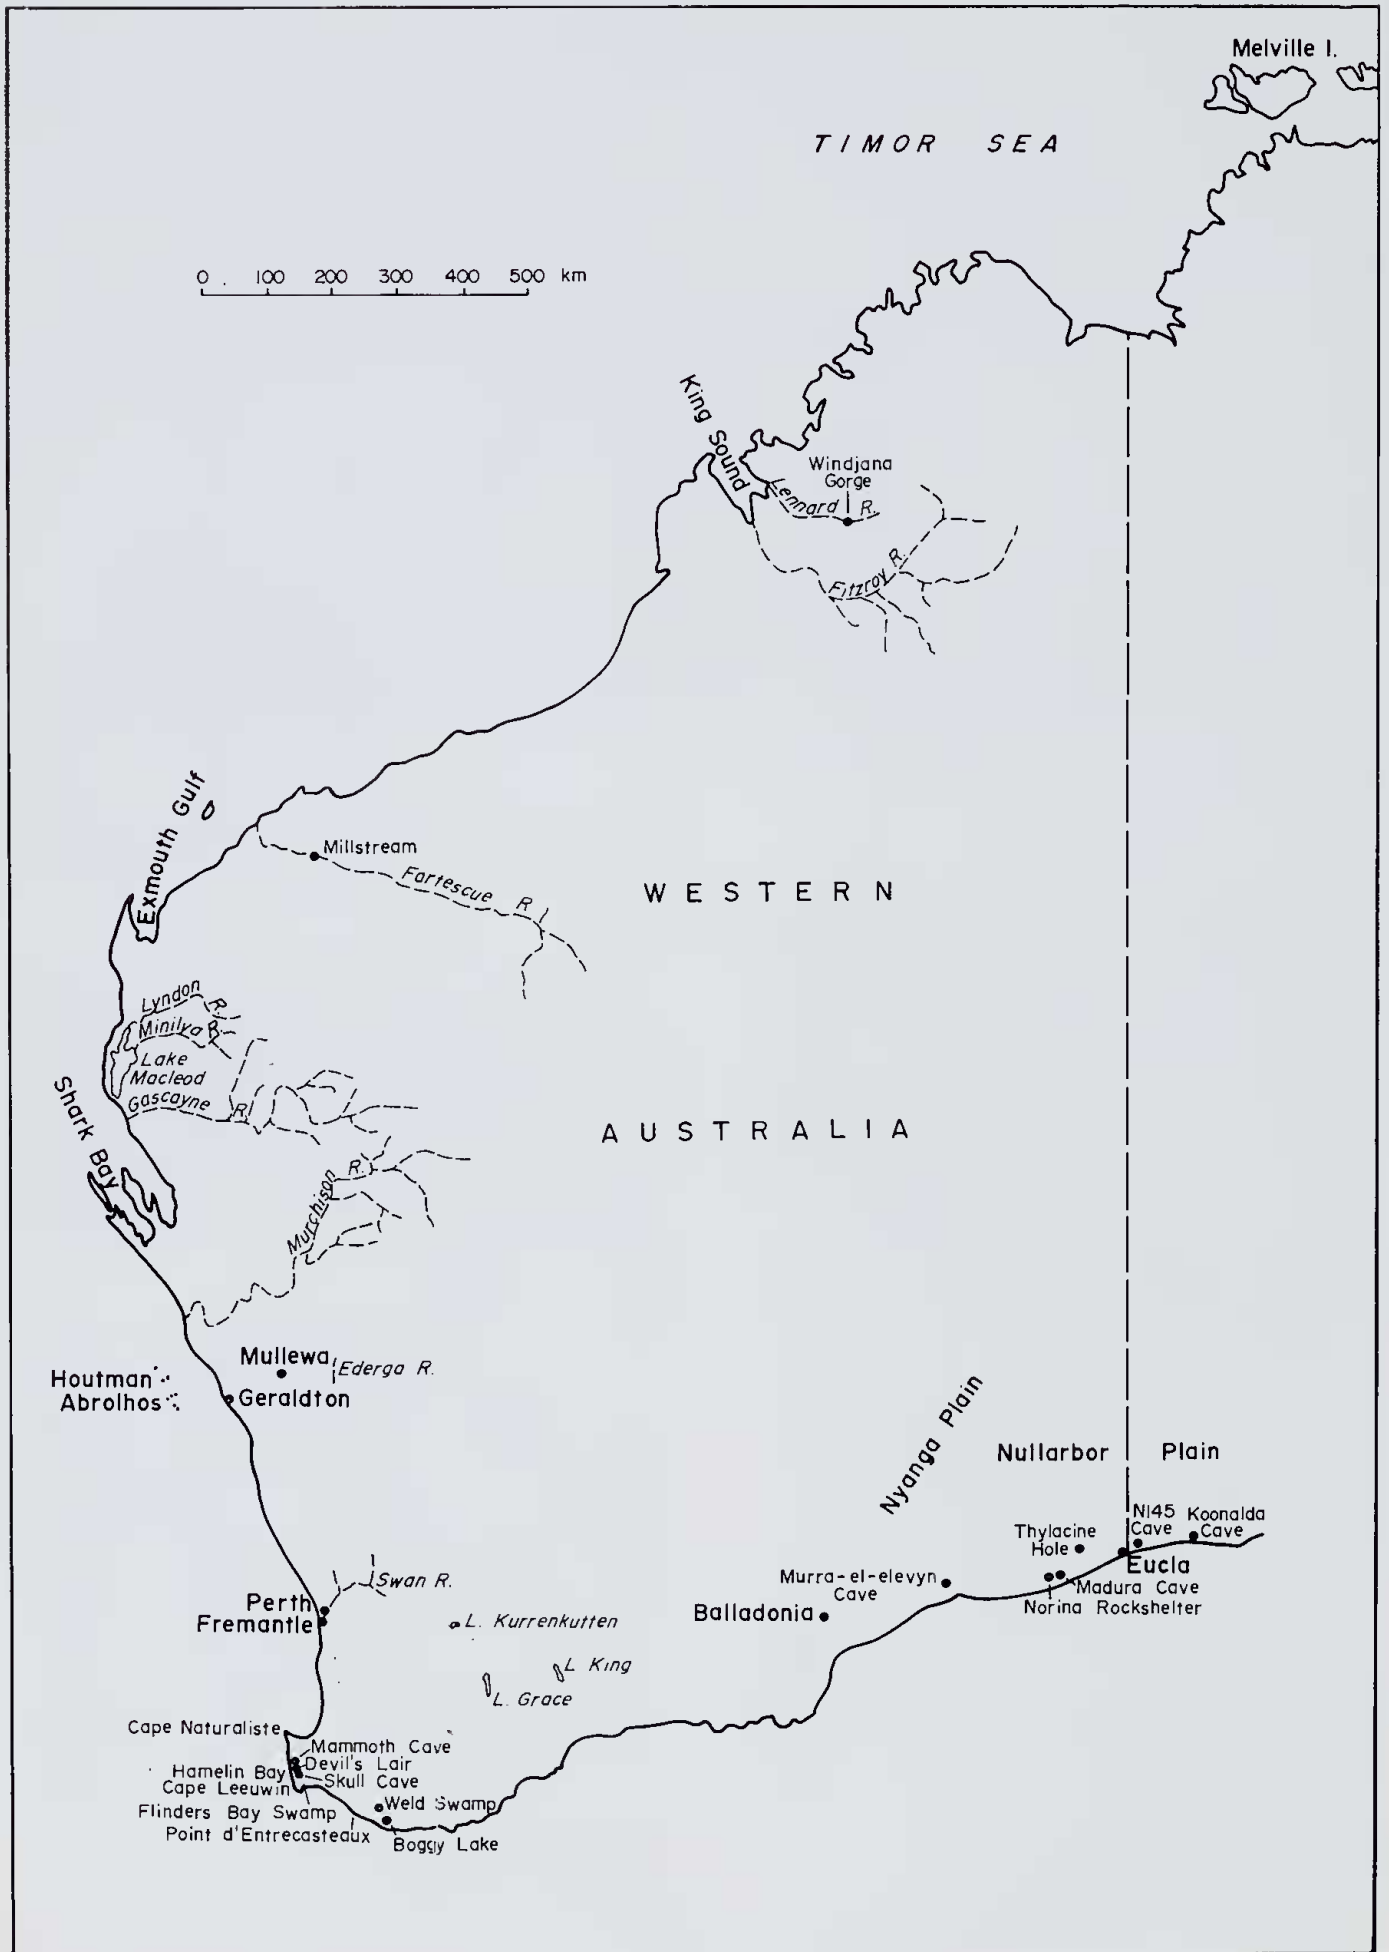 Melville I.
TIMOR SEA
0 100 200 300 400 500 km
King Sound
Windjana
Gorge
Lennard R.
Fitzroy R.
Exmouth Gulf
Millstream
Fortescue R
WESTERN
Lyndon R.
Minilya R.
Lake
Macleod
Gascoyne R.
Shark Bay
AUSTRALIA
Murchison R.
Mullewa
Ederga R.
Houtman
Abrolhos
Geraldton
Nyanga Plain
Nullarbor Plain
N145
Cave
Koonalda
Cave
Thylacine
Hole
Eucla
Murra-el-elevyn
Cave
Madura Cave
Norina Rockshelter
Balladonia
Swan R.
Perth
Fremantle
L. Kurrenkutten
L King
L. Grace
Cape Naturaliste
Mammoth Cave
Devil's Lair
Hamelin Bay
Skull Cave
Cape Leeuwin
Weld Swamp
Flinders Bay Swamp
Point d'Entrecasteaux
Boggy Lake